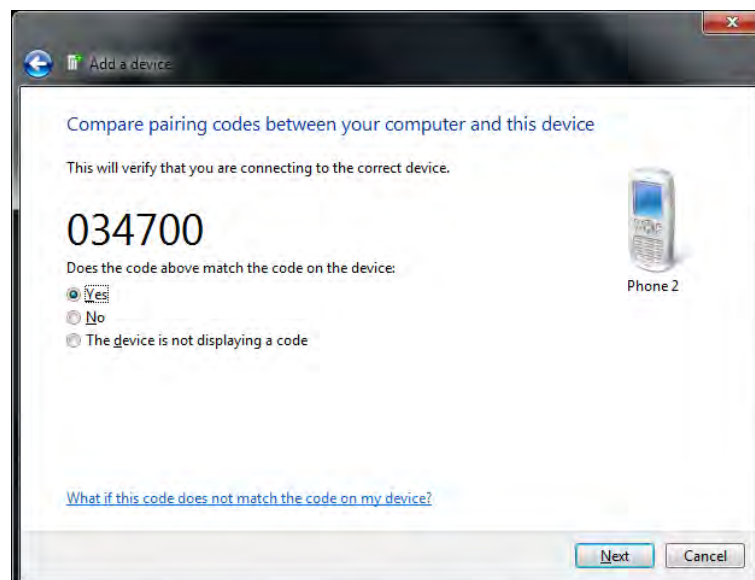 Add a device
Compare pairing codes between your computer and this device
This will verify that you are connecting to the correct device.
034700
Does the code above match the code on the device:
Yes
No
The device is not displaying a code
Phone 2
What if this code does not match the code on my device?
Next
Cancel